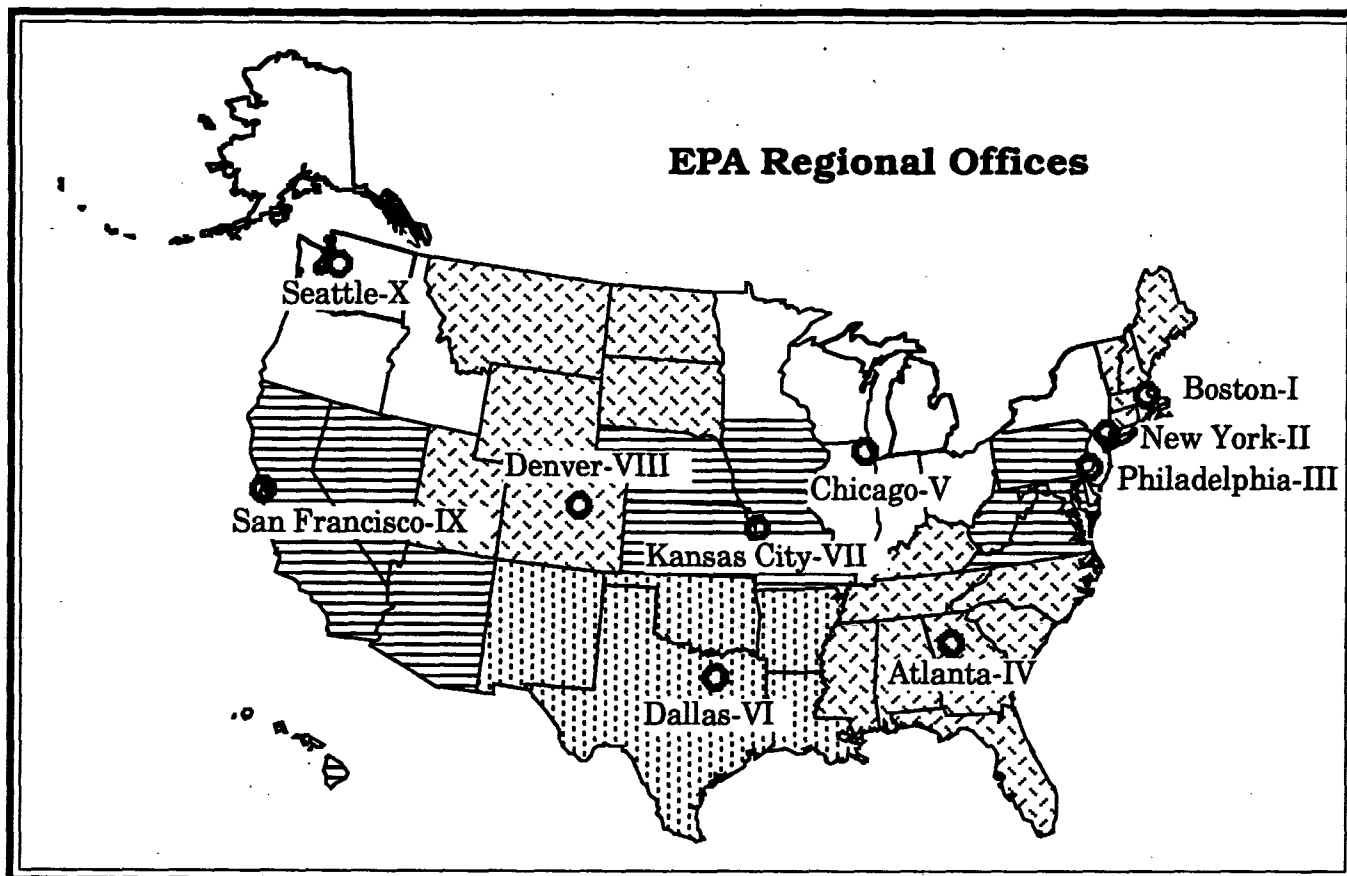 EPA Regional Offices
Seattle-X
Boston-I
New York-II
Denver-VIII
Philadelphia-III
Chicago-V
San Francisco-IX
Kansas City-VII
Atlanta-IV
Dallas-VI